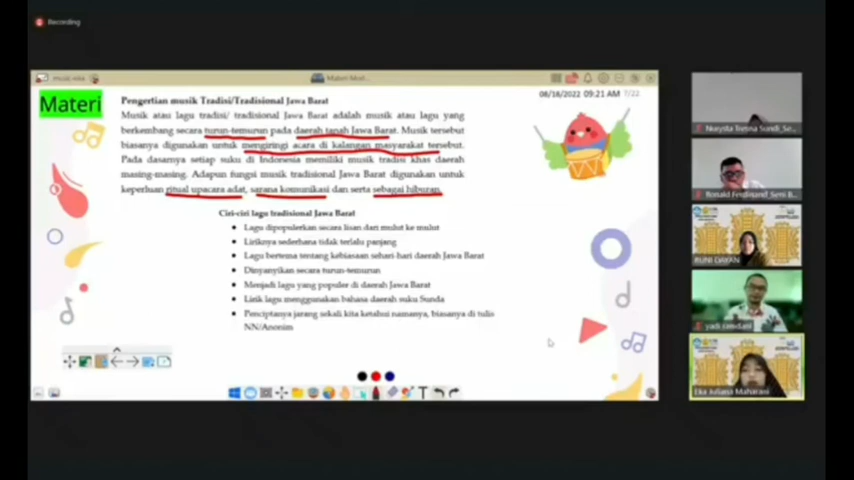 Recording
Materi
08/16/2022 09:21 AM 7/22
Pengertian musik Tradisi/Tradisional Jawa Barat
Musik atau lagu tradisi/ tradisional Jawa Barat adalah musik atau lagu yang
berkembang secara turun-temurun pada daerah tanah Jawa Barat. Musik tersebut
biasanya digunakan untuk mengiringi acara di kalangan masyarakat tersebut.
Pada dasarnya setiap suku di Indonesia memiliki musik tradisi khas daerah
masing-masing. Adapun fungsi musik tradisional Jawa Barat digunakan untuk
keperluan ritual upacara adat, sarana komunikasi dan serta sebagai hiburan.
Ciri-ciri lagu tradisional Jawa Barat
Lagu dipopulerkan secara lisan dari mulut ke mulut
Liriknya sederhana tidak terlalu panjang
Lagu bertema tentang kebiasaan sehari-hari daerah Jawa Barat
Dinyanyikan secara turun-temurun
Menjadi lagu yang populer di daerah Jawa Barat
Lirik lagu menggunakan bahasa daerah suku Sunda
Penciptanya jarang sekali kita ketahui namanya, biasanya di tulis
NN/Anonim
Ronald Ferdinand_Seni B...
yadi ramdani
Eka Juliana Maharani